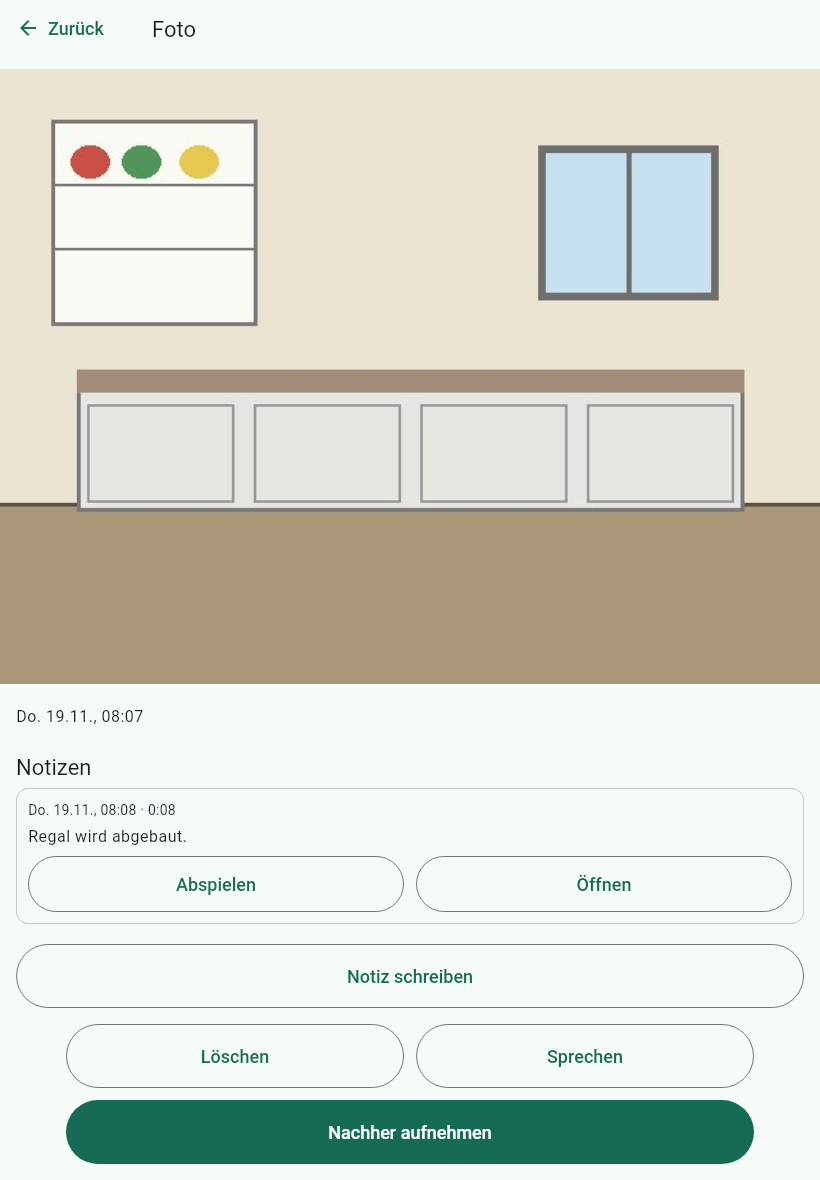 Zurück
Foto
Do. 19.11., 08:07
Notizen
Do. 19.11., 08:08 · 0:08
Regal wird abgebaut.
Abspielen
Öffnen
Notiz schreiben
Löschen
Sprechen
Nachher aufnehmen